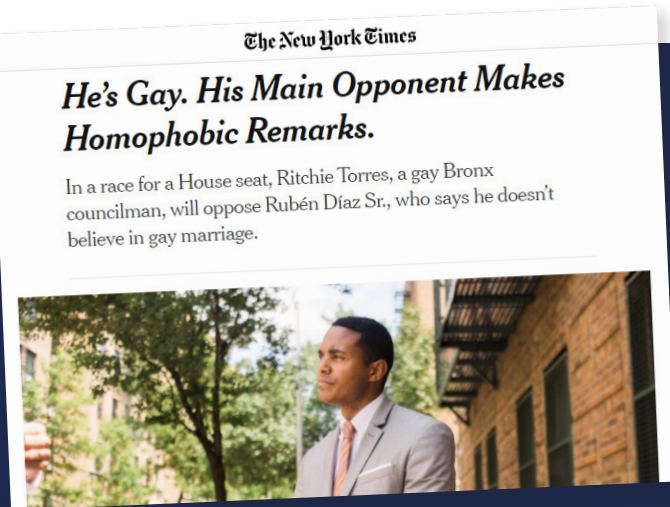 The New York Times
He’s Gay. His Main Opponent Makes
Homophobic Remarks.
In a race for a House seat, Ritchie Torres, a gay Bronx
councilman, will oppose Rubén Díaz Sr., who says he doesn’t
believe in gay marriage.